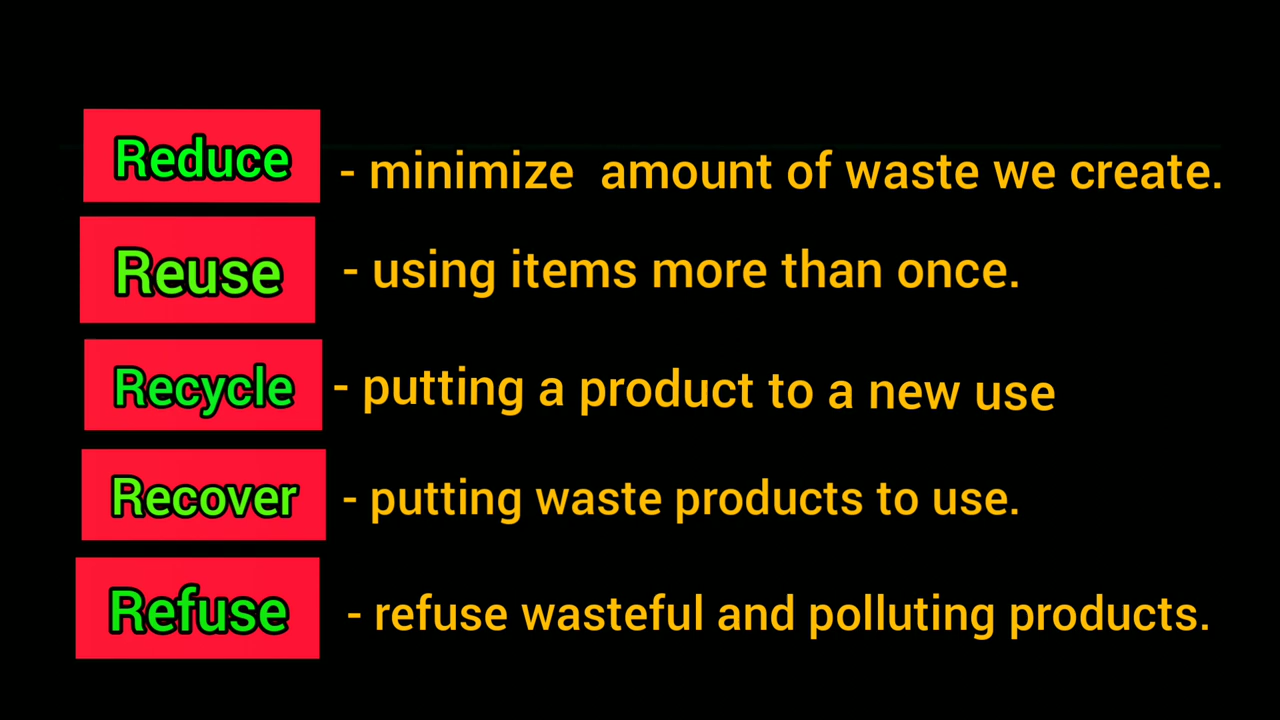 Reduce - minimize amount of waste we create.
Reuse - using items more than once.
Recycle - putting a product to a new use
Recover - putting waste products to use.
Refuse - refuse wasteful and polluting products.